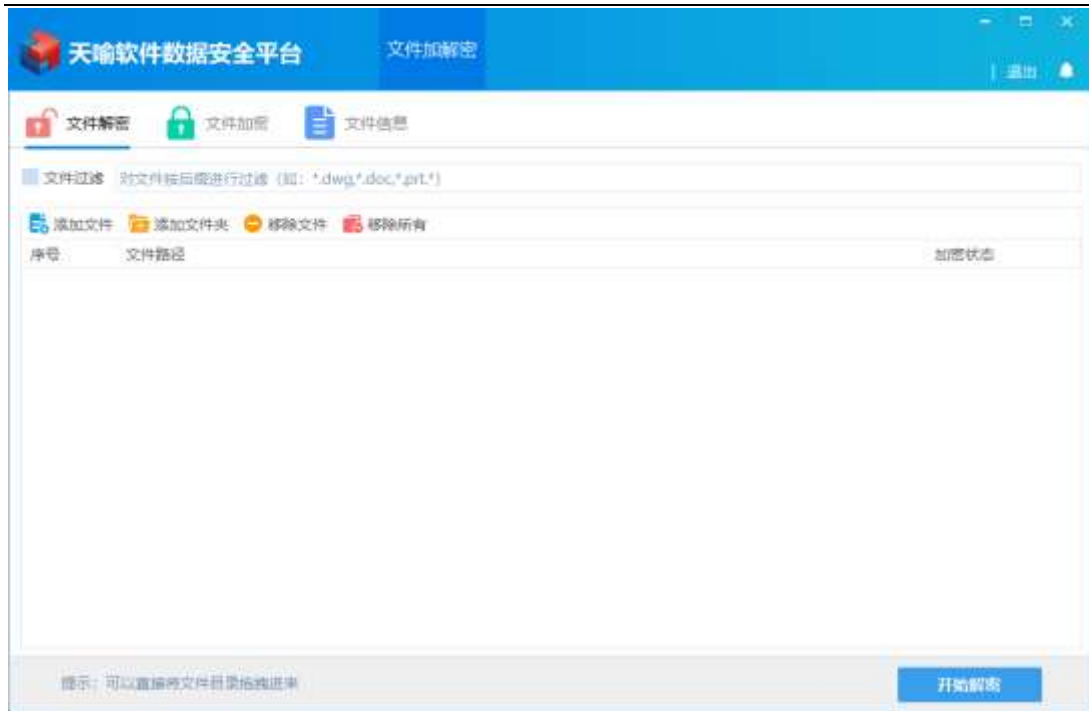 天喻软件数据安全平台 文件加解密
| 退出
文件解密 文件加密 文件信息
文件过滤 对文件按后缀进行过滤（如：*.dwg,*.doc,*.prt.*）
添加文件 添加文件夹 移除文件 移除所有
序号 文件路径 加密状态
提示：可以直接将文件目录拖拽进来 开始解密